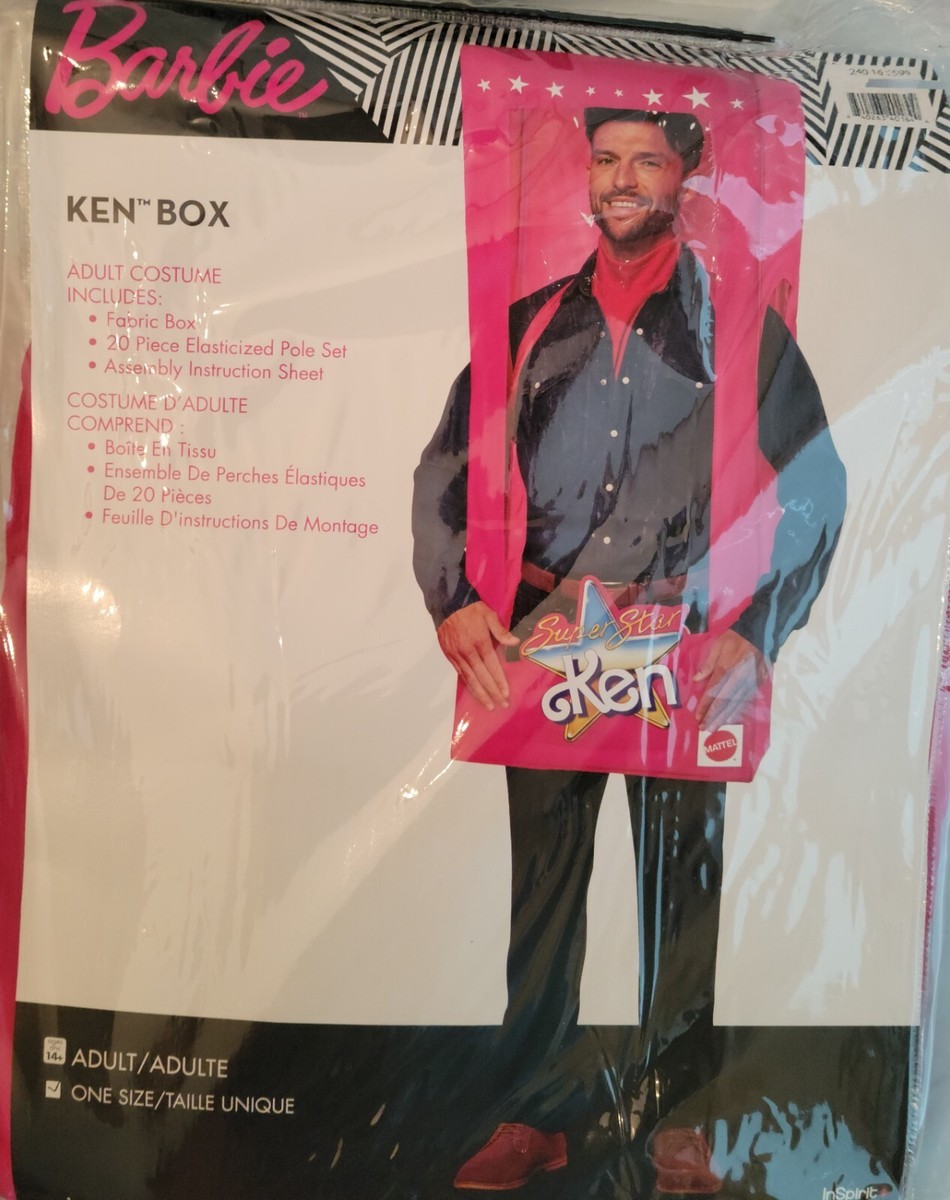 Barbie™
KEN™ BOX
ADULT COSTUME
INCLUDES:
• Fabric Box
• 20 Piece Elasticized Pole Set
• Assembly Instruction Sheet
COSTUME D'ADULTE
COMPREND :
• Boîte En Tissu
• Ensemble De Perches Élastiques
De 20 Pièces
• Feuille D'instructions De Montage
Super Star
Ken
MATTEL
14+
ADULT/ADULTE
ONE SIZE/TAILLE UNIQUE
InSpirit